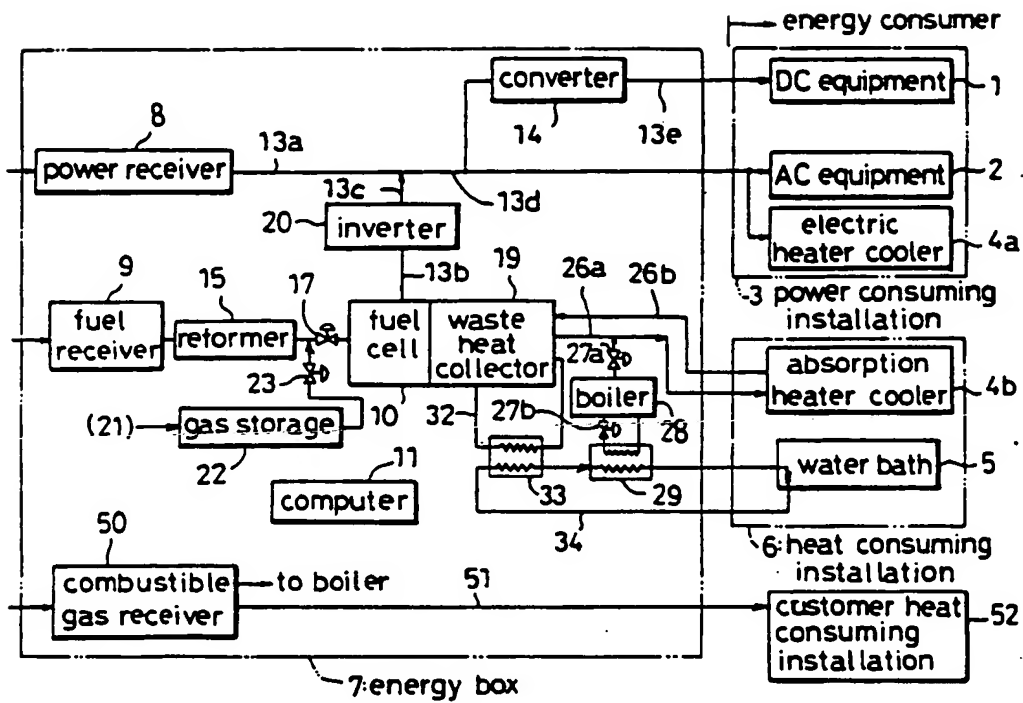 energy consumer
converter
DC equipment
1
8
14
13e
13a
power receiver
AC equipment
2
13c
13d
20
inverter
electric
heater cooler
4a
13b
19
26a
26b
9
15
17
3 power consuming
installation
fuel
receiver
reformer
fuel
cell
waste
heat
collector
27a
absorption
heater cooler
4b
23
boiler
10
32
27b
28
(21)
gas storage
22
11
33
29
water bath
5
computer
34
50
6:heat consuming
installation
combustible
gas receiver
to boiler
51
customer heat
consuming
installation
52
7:energy box